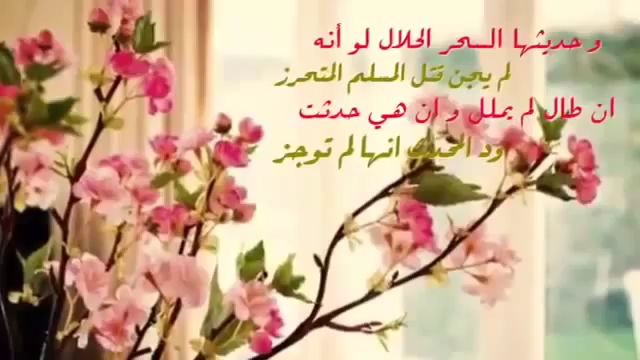 و حديثها السحر الحلال لو أنه
لم يجن قتل المسلم المتحرز
ان طال لم يملل و ان هي حدثت
ود المحدث انها لم توجز